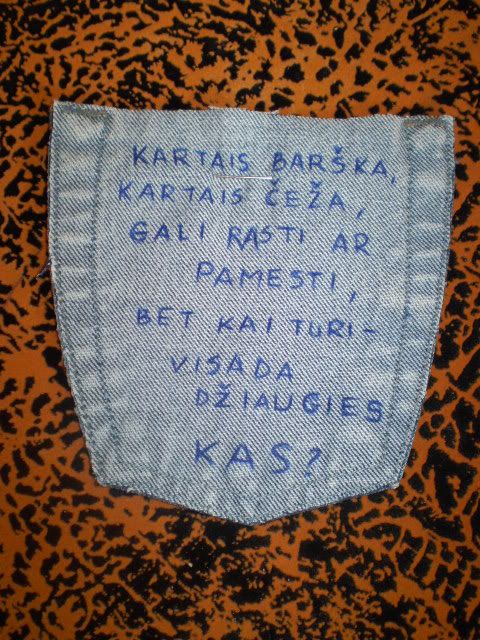 KARTAIS BARŠKA,
KARTAIS ČEŽA,
GALI RASTI AR
PAMESTI,
BET KAI TURI-
VISADA
DŽIAUGIES
KAS?